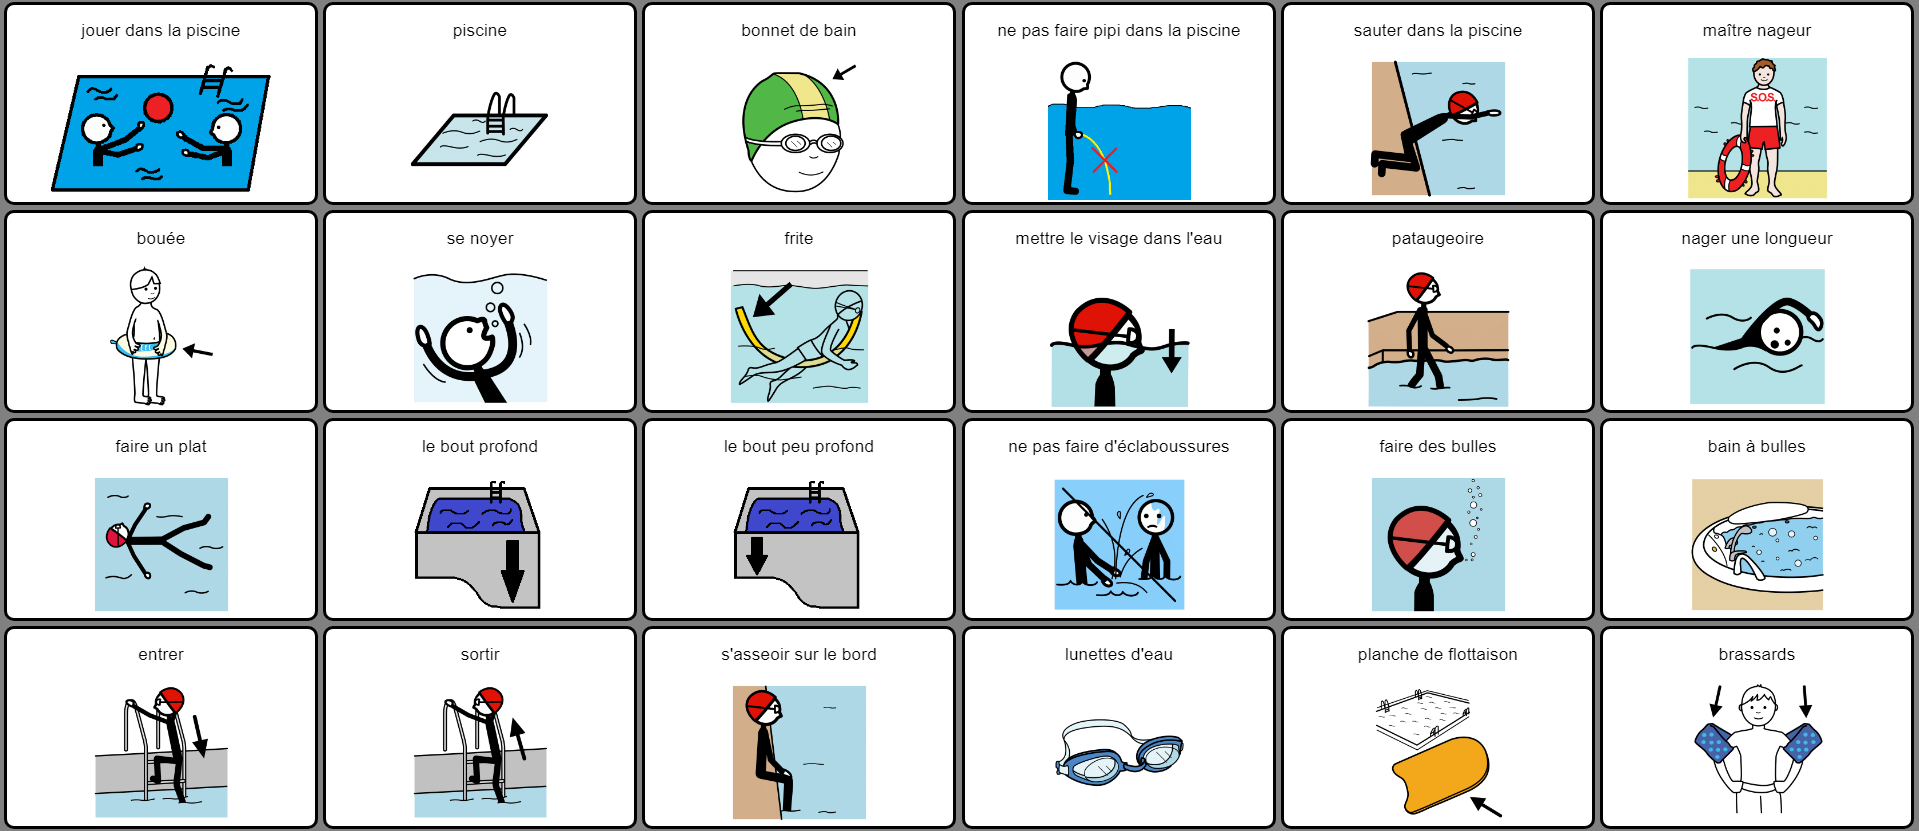 jouer dans la piscine
piscine
bonnet de bain
ne pas faire pipi dans la piscine
sauter dans la piscine
maître nageur
S.O.S.
bouée
se noyer
frite
mettre le visage dans l'eau
pataugeoire
nager une longueur
faire un plat
le bout profond
le bout peu profond
ne pas faire d'éclaboussures
faire des bulles
bain à bulles
entrer
sortir
s'asseoir sur le bord
lunettes d'eau
planche de flottaison
brassards